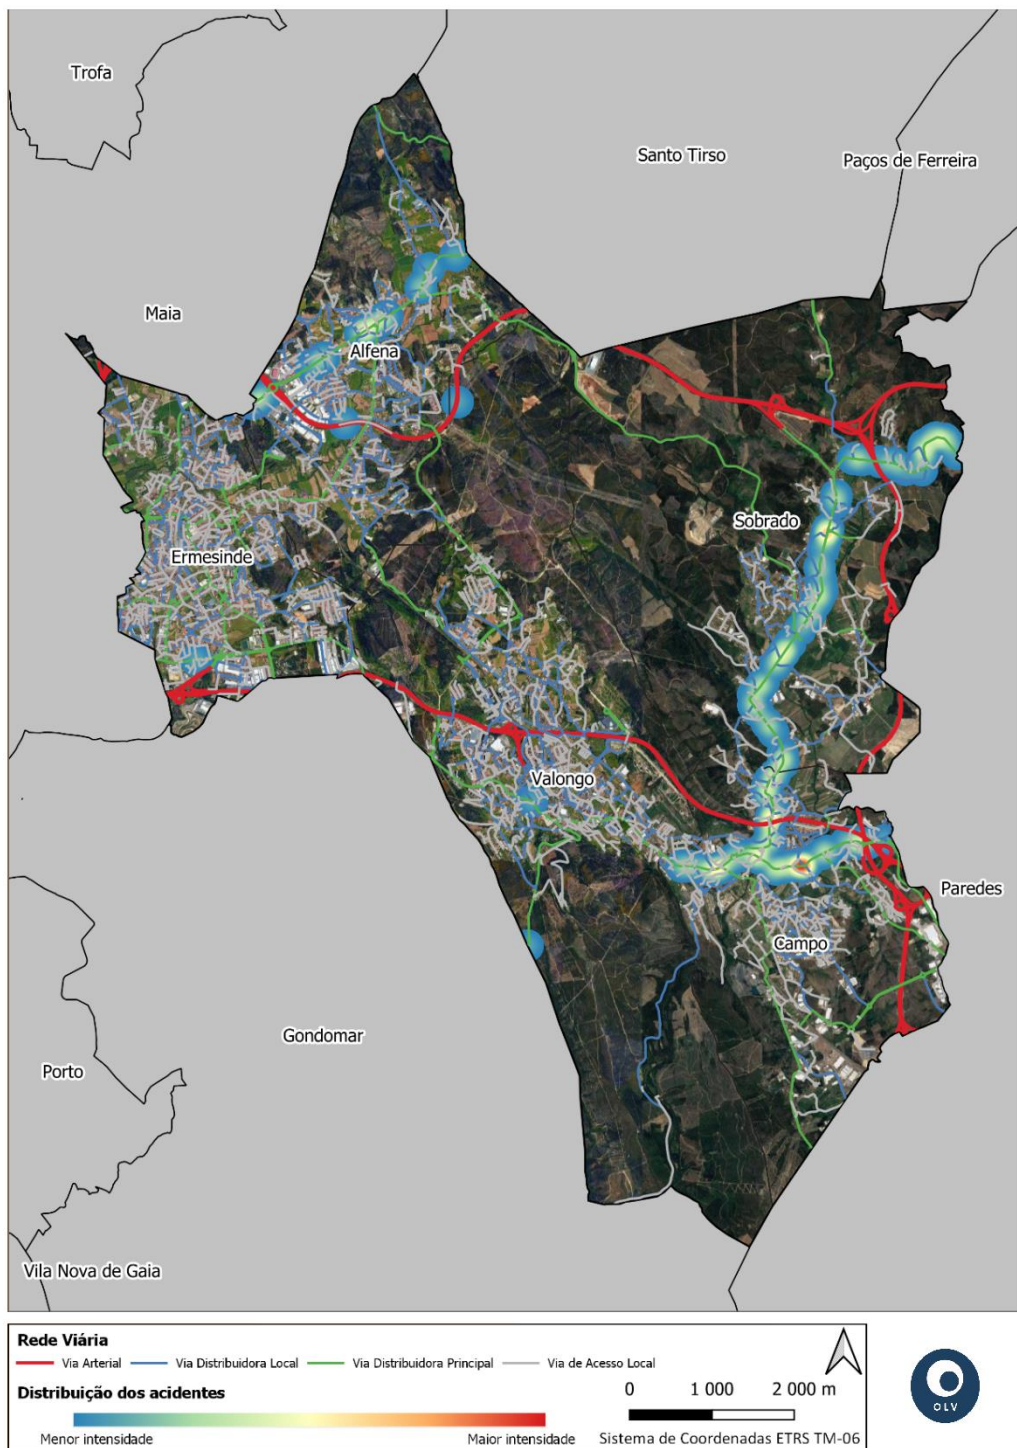 Trofa
Santo Tirso
Paços de Ferreira
Maia
Alfena
Sobrado
Ermesinde
Valongo
Paredes
Campo
Gondomar
Porto
Vila Nova de Gaia
Rede Viária
Via Arterial Via Distribuidora Local Via Distribuidora Principal Via de Acesso Local
Distribuição dos acidentes
0 1 000 2 000 m
Menor intensidade Maior intensidade Sistema de Coordenadas ETRS TM-06
OLV